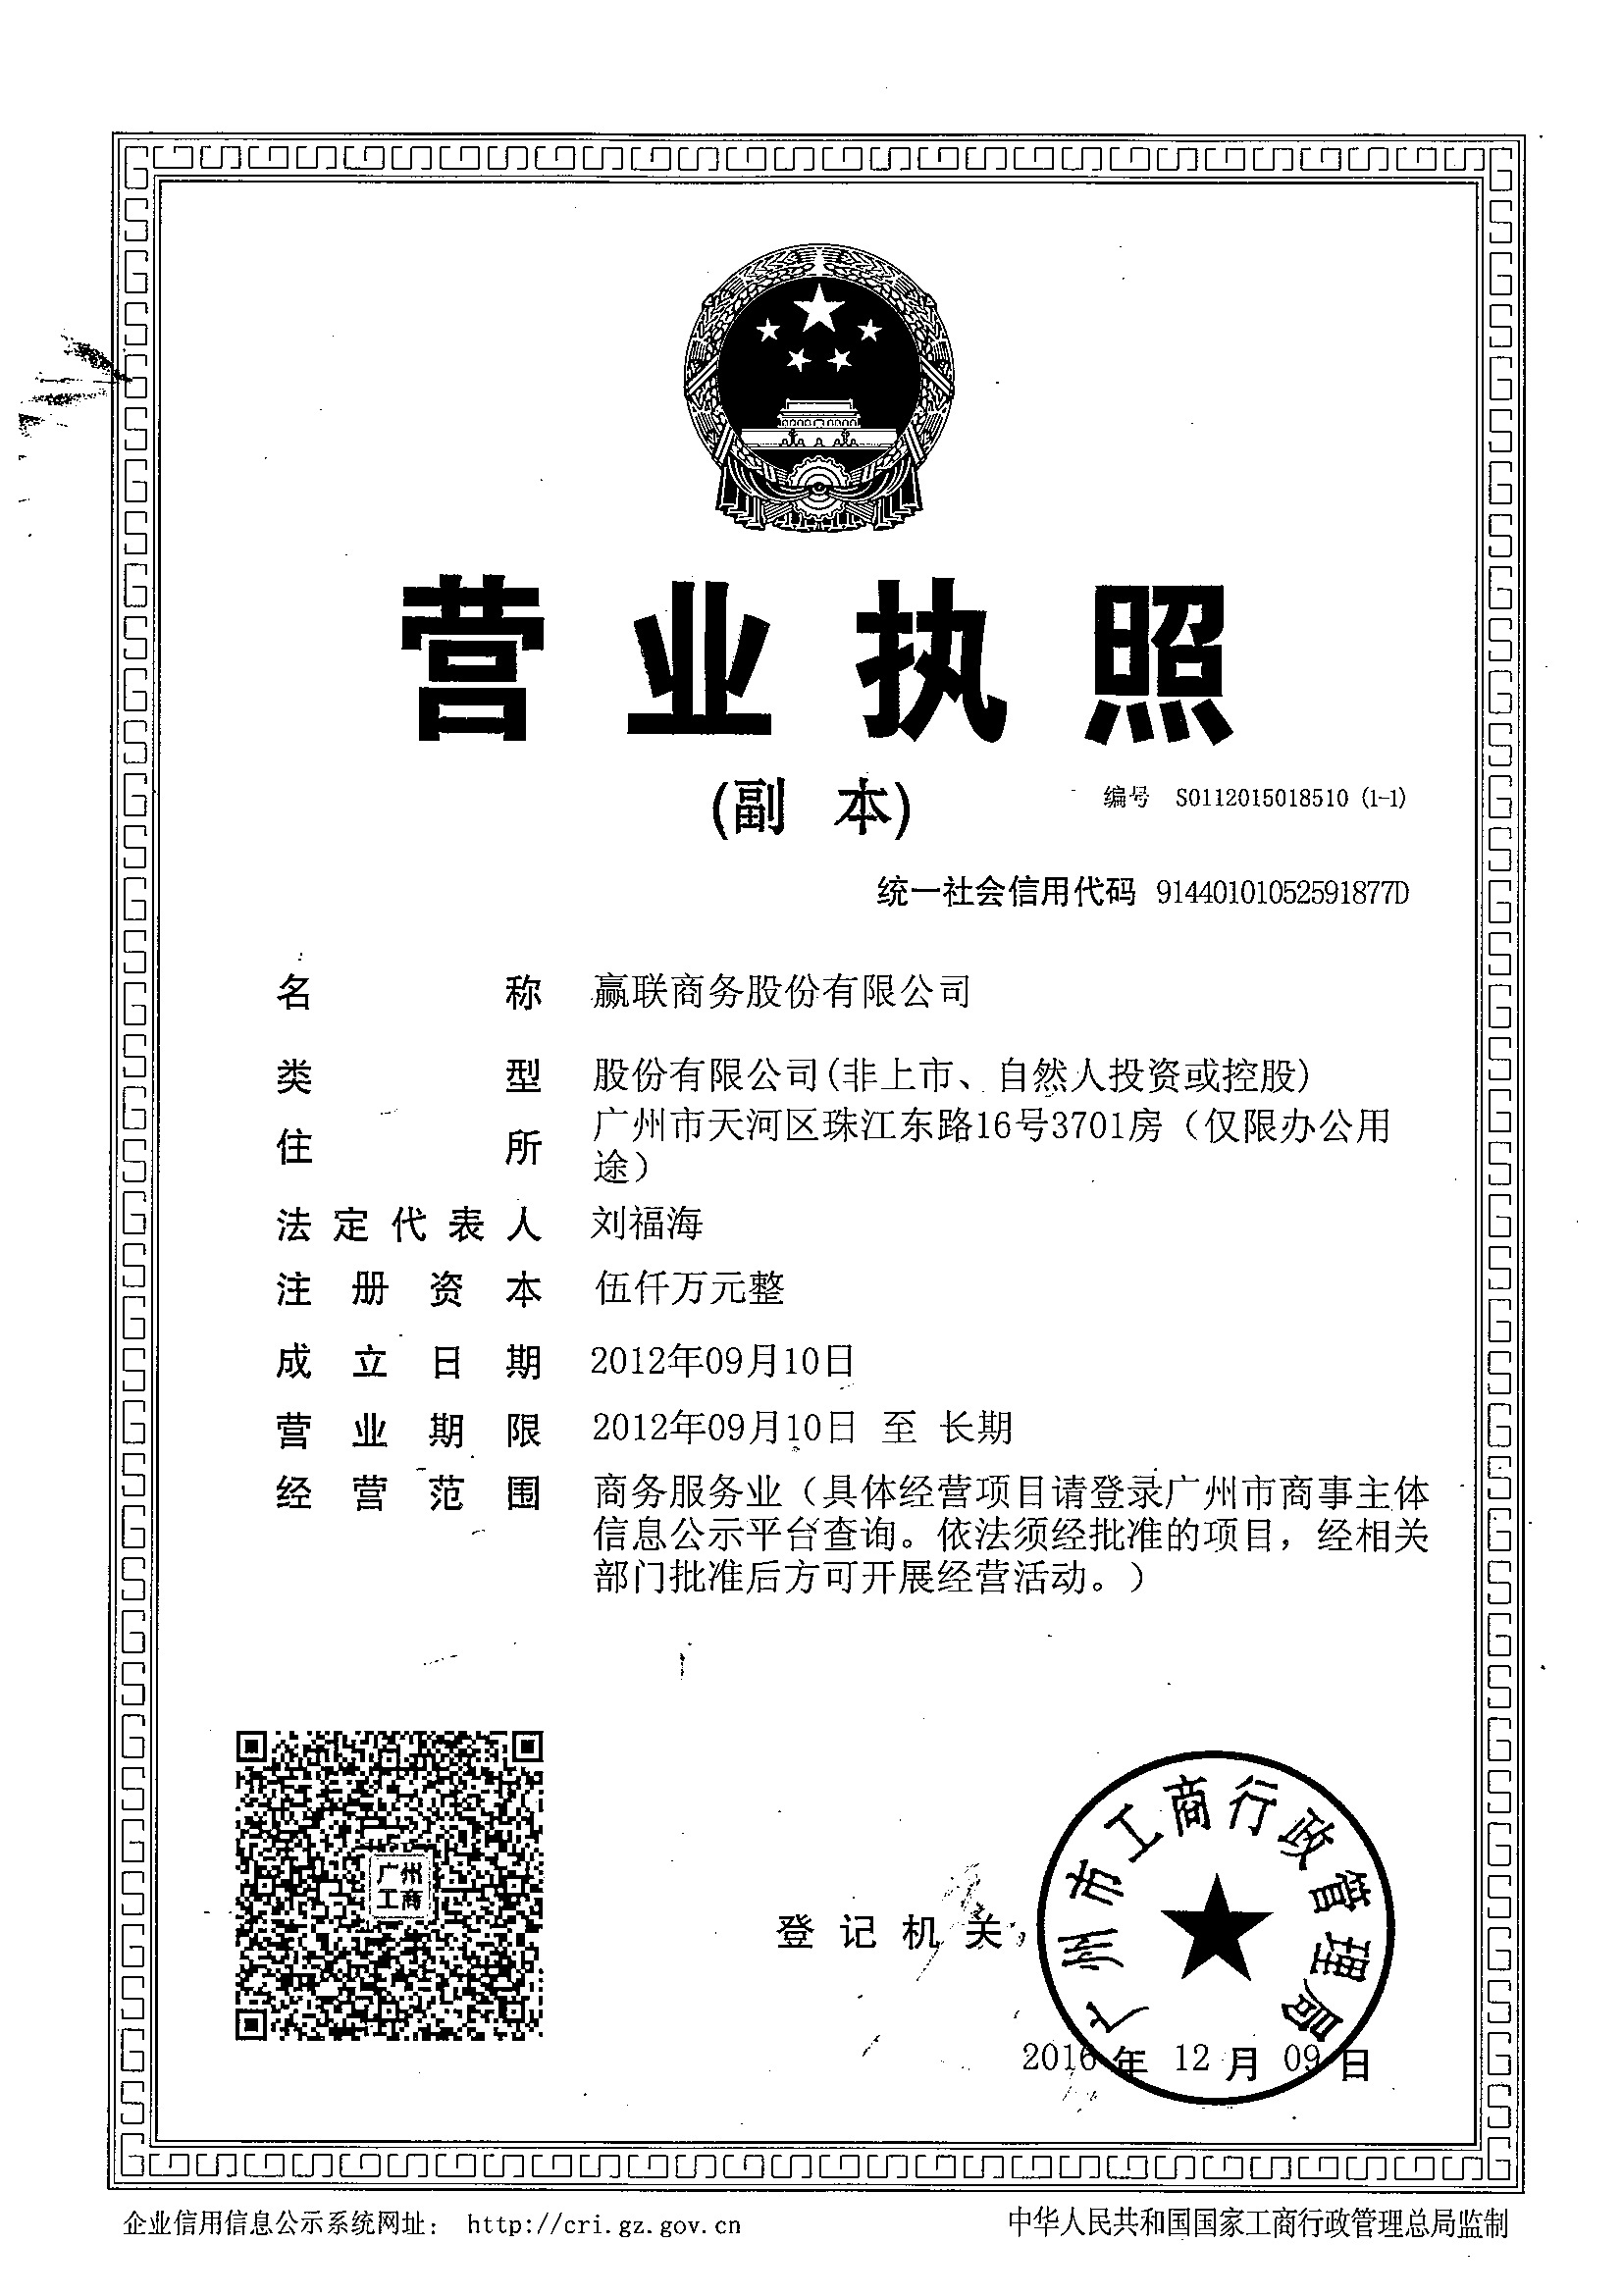 营业执照
(副 本)
编号 S0112015018510 (1-1)
统一社会信用代码 91440101052591877D
名称 赢联商务股份有限公司
类型 股份有限公司(非上市、自然人投资或控股)
住所 广州市天河区珠江东路16号3701房（仅限办公用
途）
法定代表人 刘福海
注册资本 伍仟万元整
成立日期 2012年09月10日
营业期限 2012年09月10日 至 长期
经营范围 商务服务业（具体经营项目请登录广州市商事主体
信息公示平台查询。依法须经批准的项目，经相关
部门批准后方可开展经营活动。）
广州
工商
登记机关
广州市工商行政管理局
2016年12月09日
企业信用信息公示系统网址： http://cri.gz.gov.cn
中华人民共和国国家工商行政管理总局监制